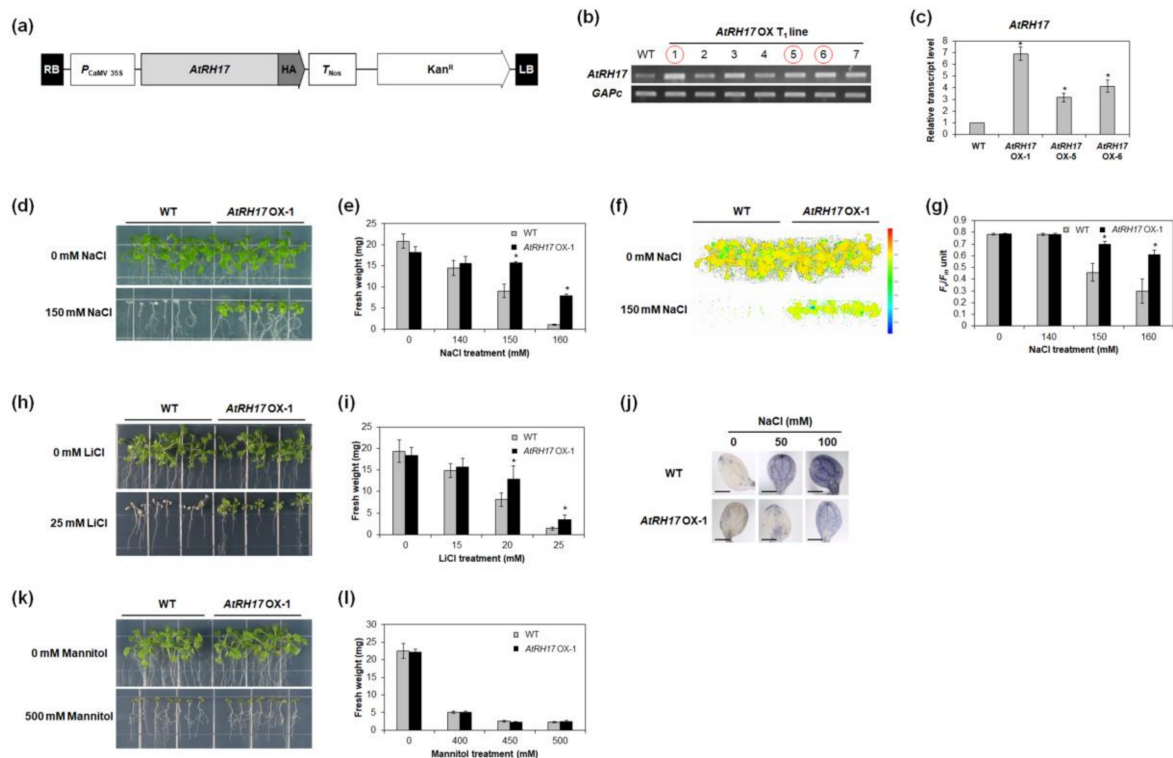 (a)
RB
P CaMV 35S
AtRH17
HA
T Nos
Kan^R
LB
(b)
AtRH17 OX T₁ line
WT 1 2 3 4 5 6 7
AtRH17
GAPc
(c)
AtRH17
Relative transcript level
8
7
6
5
4
3
2
1
0
* * *
WT AtRH17 AtRH17 AtRH17
OX-1 OX-5 OX-6
(d)
WT AtRH17 OX-1
0 mM NaCl
150 mM NaCl
(e)
Fresh weight (mg)
25
20
15
10
5
0
WT
AtRH17 OX-1
* *
0 140 150 160
NaCl treatment (mM)
(f)
WT AtRH17 OX-1
0 mM NaCl
150 mM NaCl
(g)
Fv/Fm unit
0.9
0.8
0.7
0.6
0.5
0.4
0.3
0.2
0.1
0
WT AtRH17 OX-1
* *
0 140 150 160
NaCl treatment (mM)
(h)
WT AtRH17 OX-1
0 mM LiCl
25 mM LiCl
(i)
Fresh weight (mg)
25
20
15
10
5
0
WT
AtRH17 OX-1
* *
0 15 20 25
LiCl treatment (mM)
(j)
NaCl (mM)
0 50 100
WT
AtRH17 OX-1
(k)
WT AtRH17 OX-1
0 mM Mannitol
500 mM Mannitol
(l)
Fresh weight (mg)
30
25
20
15
10
5
0
WT
AtRH17 OX-1
0 400 450 500
Mannitol treatment (mM)